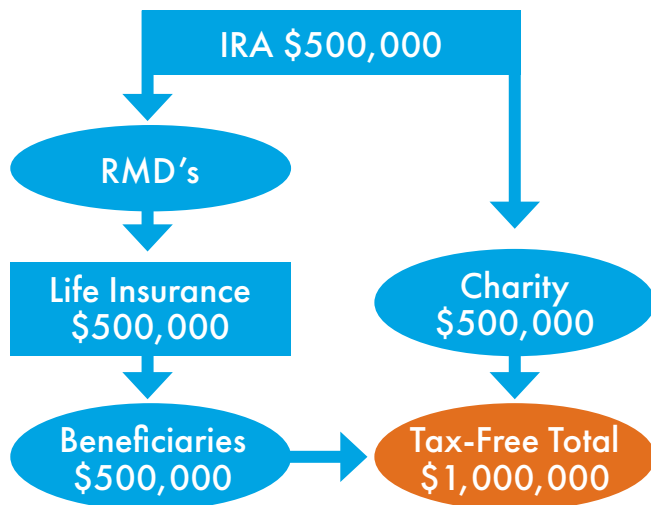 IRA $500,000
RMD’s
Life Insurance
$500,000
Charity
$500,000
Beneficiaries
$500,000
Tax-Free Total
$1,000,000